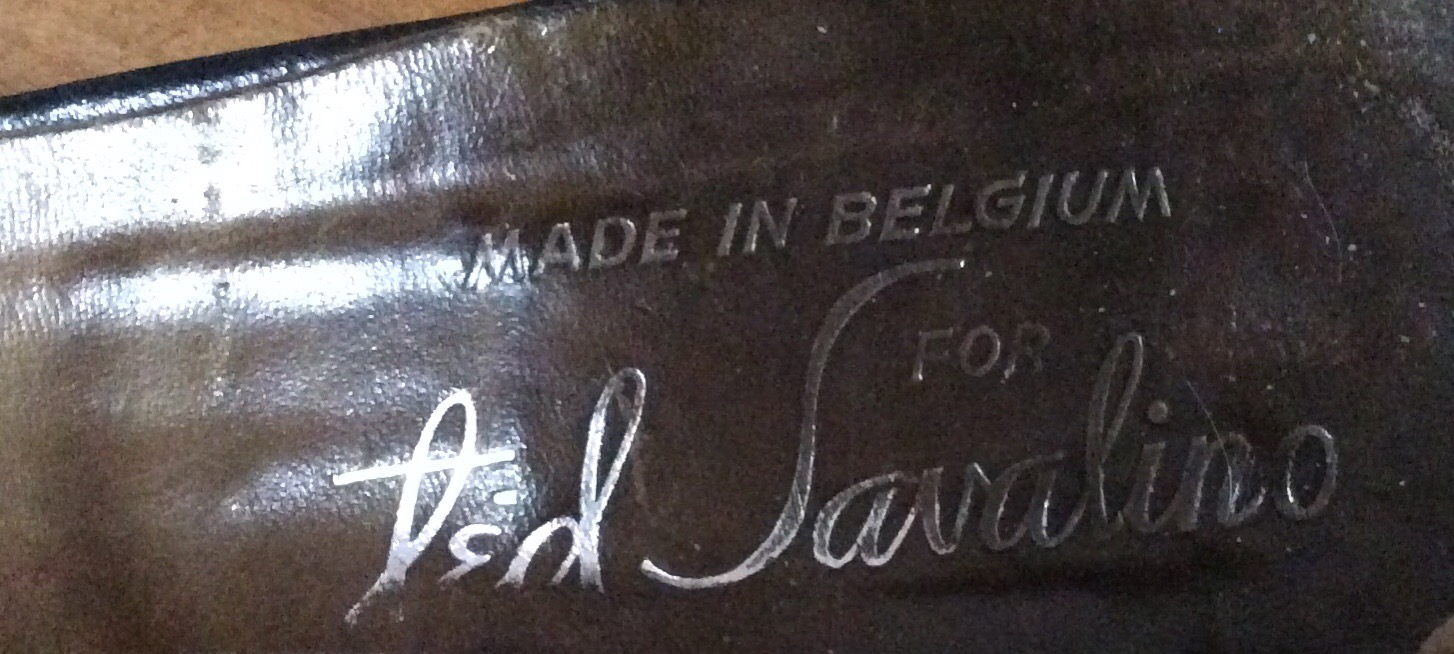 MADE IN BELGIUM
FOR
Ted Savalino